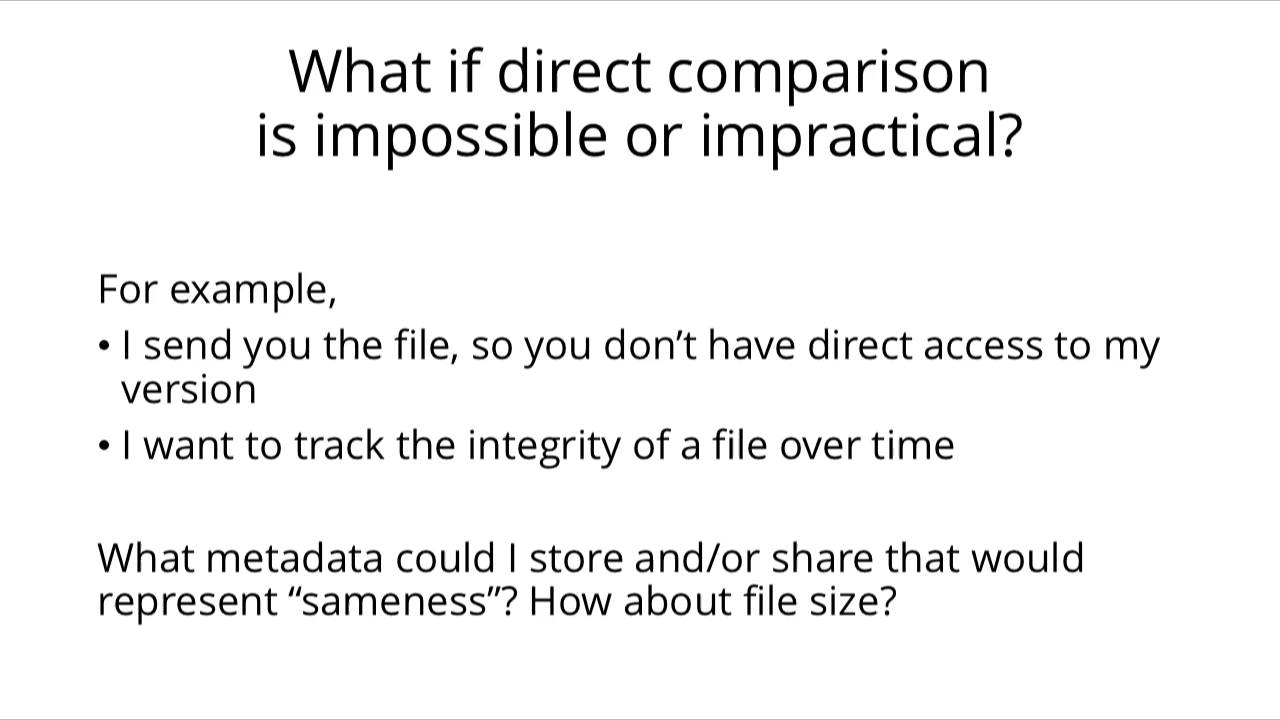 What if direct comparison
is impossible or impractical?
For example,
• I send you the file, so you don’t have direct access to my
version
• I want to track the integrity of a file over time
What metadata could I store and/or share that would
represent “sameness”? How about file size?